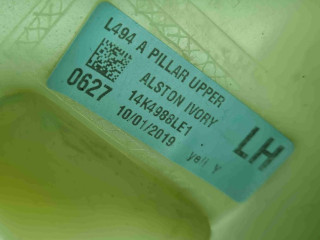 L494 A PILLAR UPPER
ALSTON IVORY
0627
14K4988LE1
10/01/2019
LH